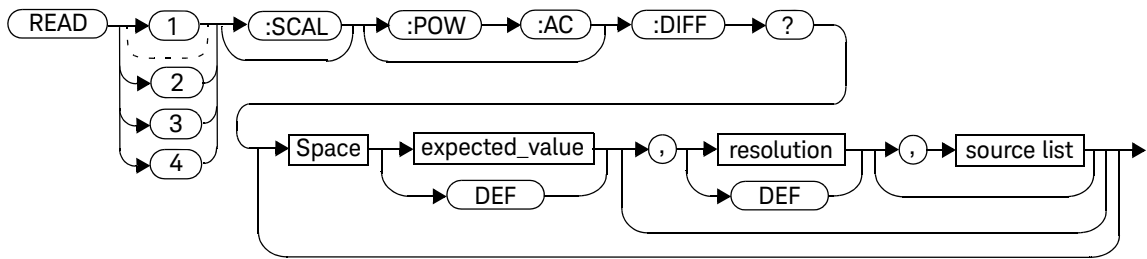 READ 1 :SCAL :POW :AC :DIFF ?
2
3
4
Space expected_value , resolution , source list
DEF DEF